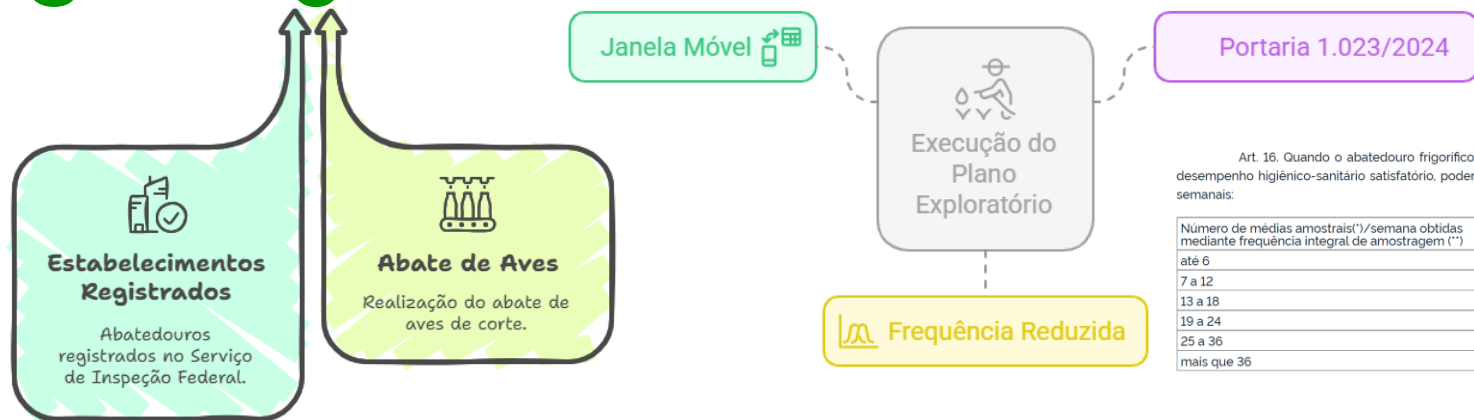 Estabelecimentos
Registrados
Abatedouros
registrados no Serviço
de Inspeção Federal.
Abate de Aves
Realização do abate de
aves de corte.
Janela Móvel
Execução do
Plano
Exploratório
Portaria 1.023/2024
Frequência Reduzida
Art. 16. Quando o abatedouro frigorífico
desempenho higiênico-sanitário satisfatório, poder
semanais:
Número de médias amostrais(*)/semana obtidas
mediante frequência integral de amostragem (**)
até 6
7 a 12
13 a 18
19 a 24
25 a 36
mais que 36